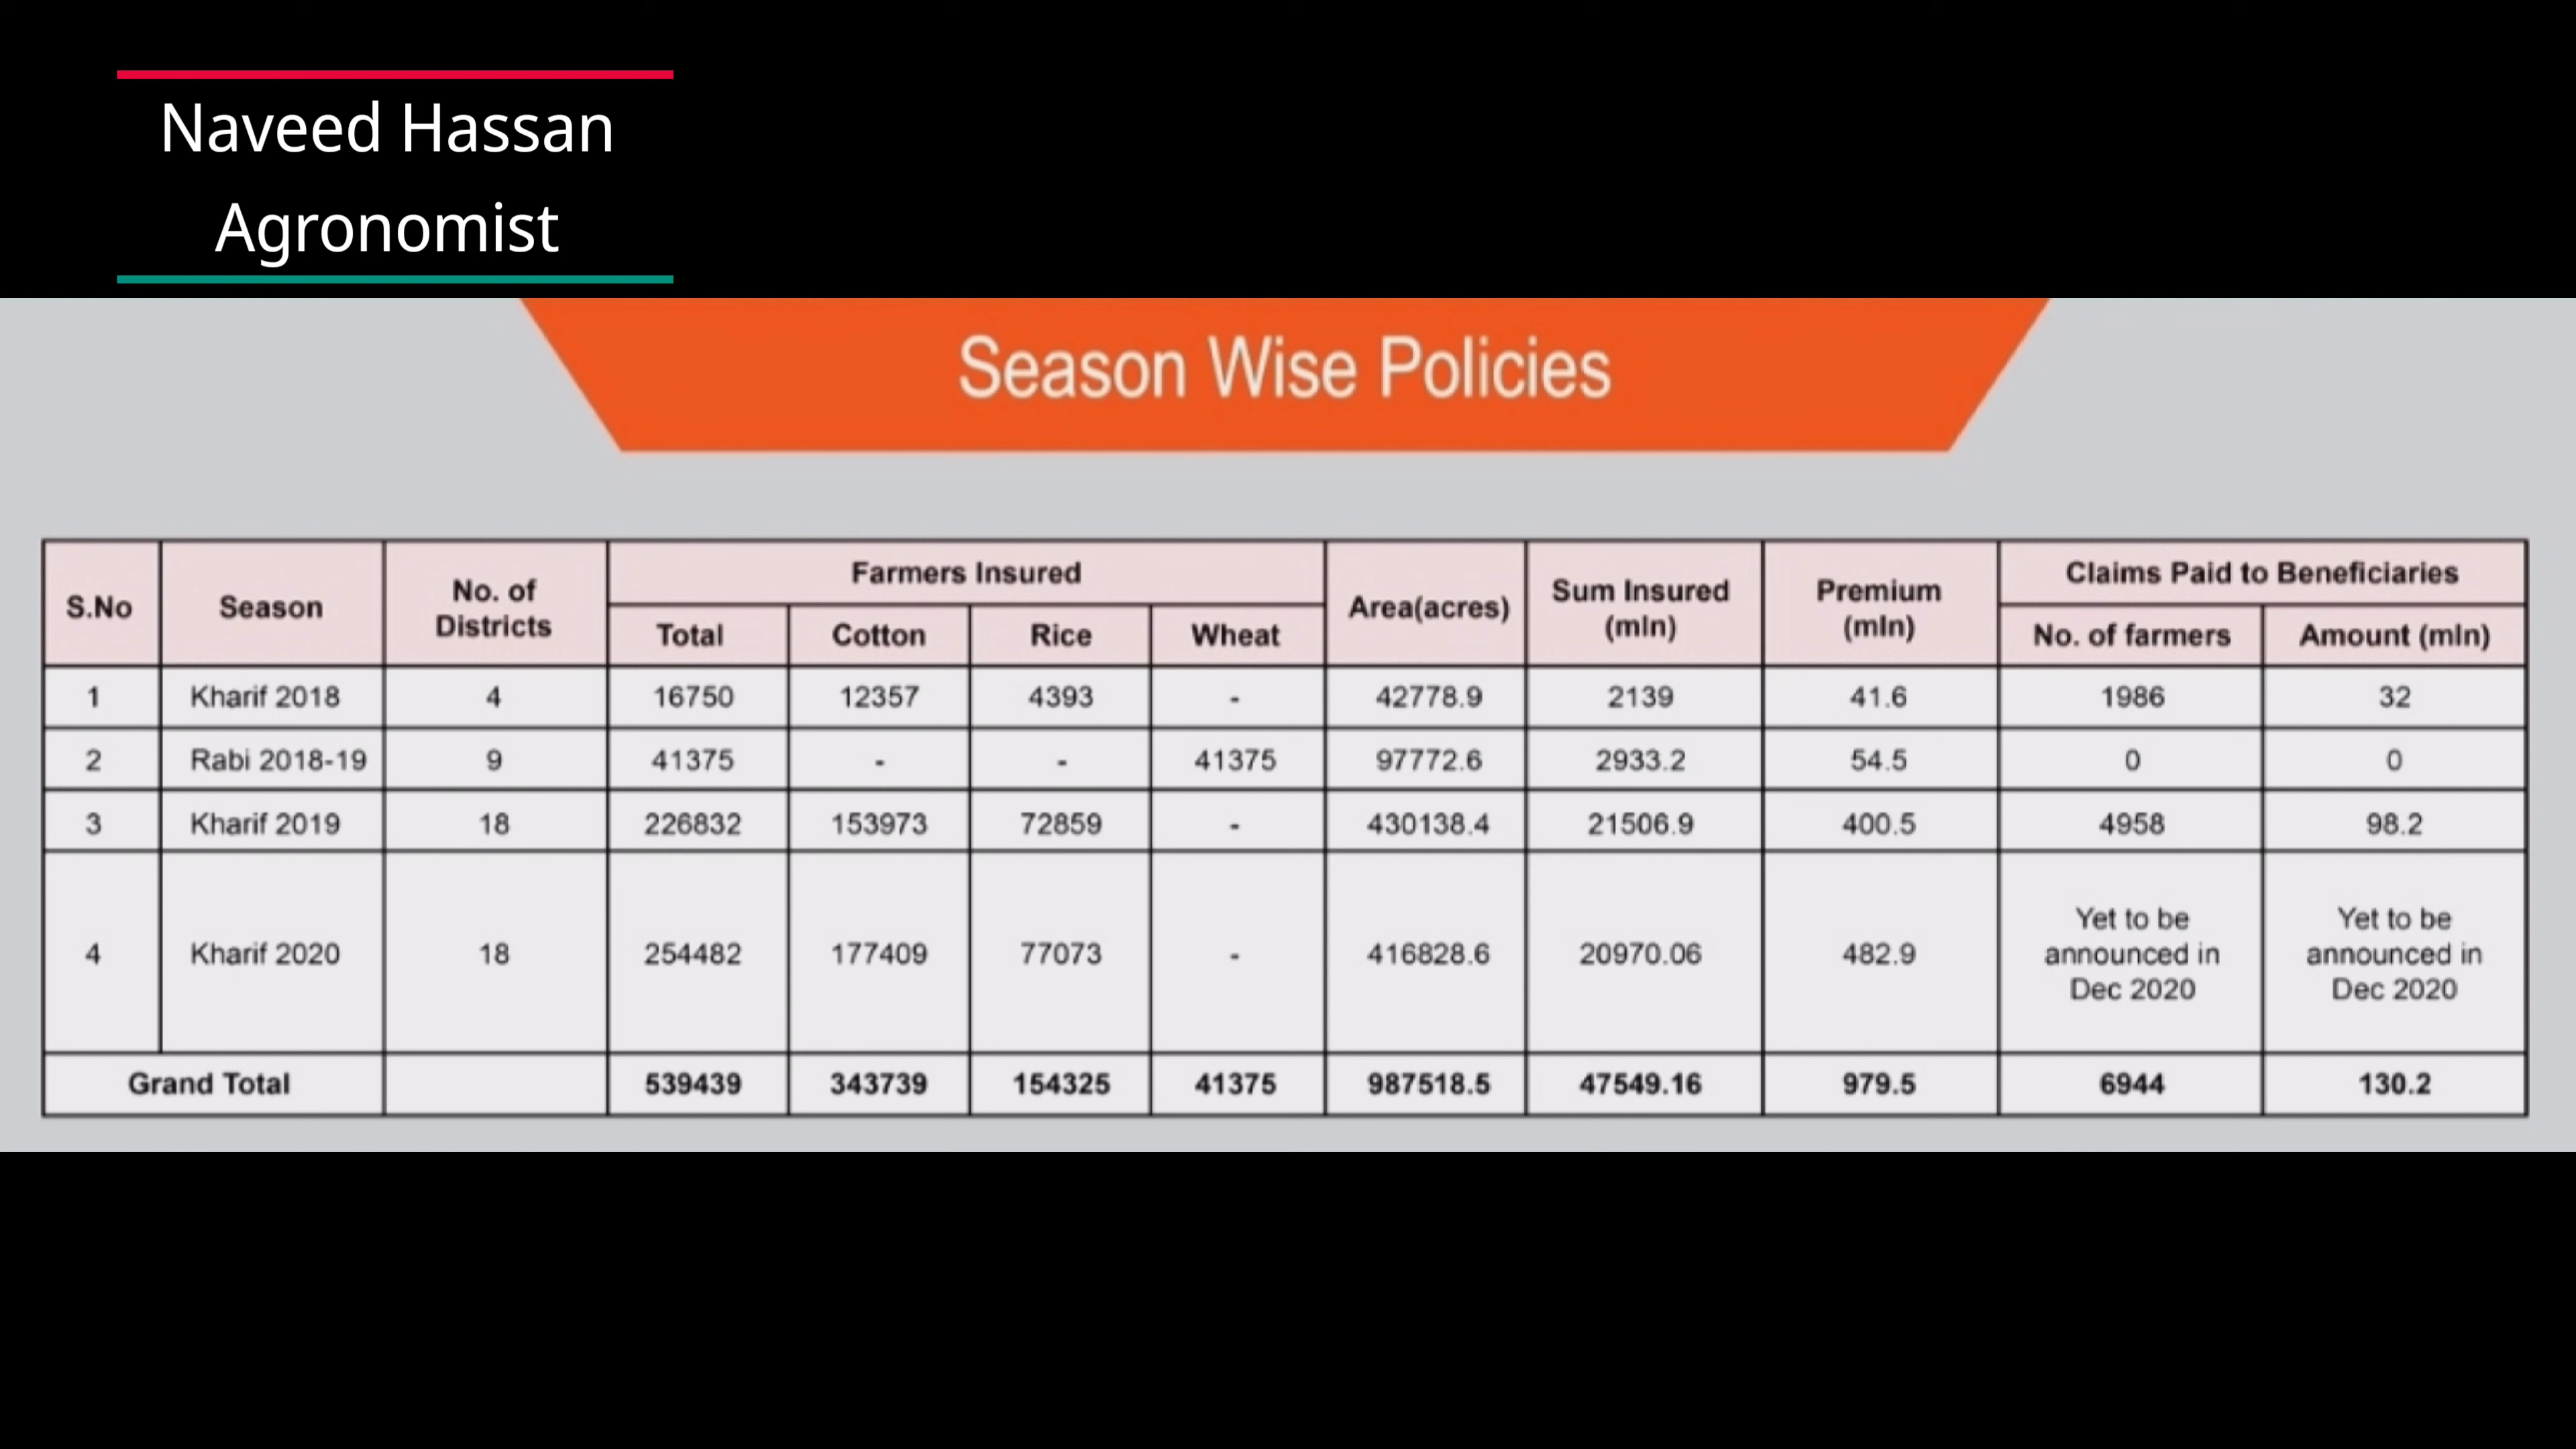 Naveed Hassan
Agronomist
Season Wise Policies
S.No Season No. of Districts Farmers Insured Area(acres) Sum Insured (mln) Premium (mln) Claims Paid to Beneficiaries
Total Cotton Rice Wheat No. of farmers Amount (mln)
1 Kharif 2018 4 16750 12357 4393 - 42778.9 2139 41.6 1986 32
2 Rabi 2018-19 9 41375 - - 41375 97772.6 2933.2 54.5 0 0
3 Kharif 2019 18 226832 153973 72859 - 430138.4 21506.9 400.5 4958 98.2
4 Kharif 2020 18 254482 177409 77073 - 416828.6 20970.06 482.9 Yet to be announced in Dec 2020 Yet to be announced in Dec 2020
Grand Total 539439 343739 154325 41375 987518.5 47549.16 979.5 6944 130.2